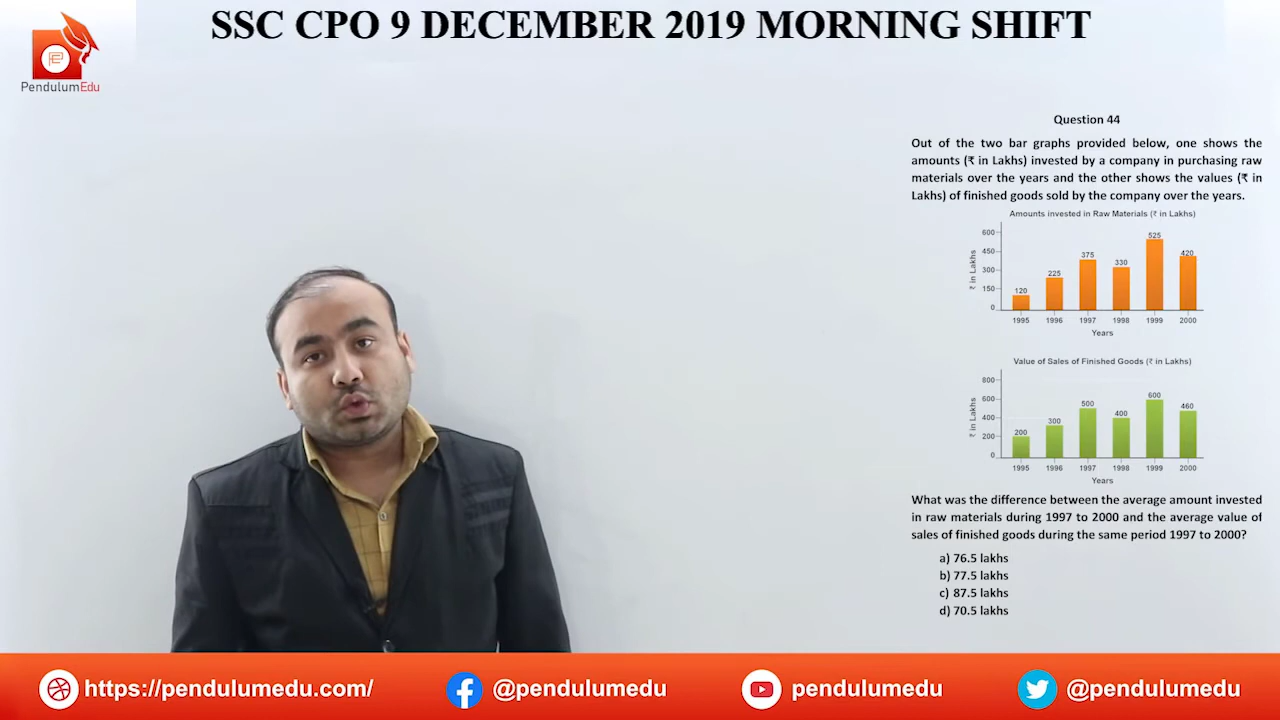 SSC CPO 9 DECEMBER 2019 MORNING SHIFT
PendulumEdu
Question 44
Out of the two bar graphs provided below, one shows the
amounts (₹ in Lakhs) invested by a company in purchasing raw
materials over the years and the other shows the values (₹ in
Lakhs) of finished goods sold by the company over the years.
Amounts invested in Raw Materials (₹ in Lakhs)
₹ in Lakhs
600
450
300
150
0
120
225
375
330
525
420
1995 1996 1997 1998 1999 2000
Years
Value of Sales of Finished Goods (₹ in Lakhs)
₹ in Lakhs
800
600
400
200
0
200
300
500
400
600
460
1995 1996 1997 1998 1999 2000
Years
What was the difference between the average amount invested
in raw materials during 1997 to 2000 and the average value of
sales of finished goods during the same period 1997 to 2000?
a) 76.5 lakhs
b) 77.5 lakhs
c) 87.5 lakhs
d) 70.5 lakhs
https://pendulumedu.com/ @pendulumedu pendulumedu @pendulumedu